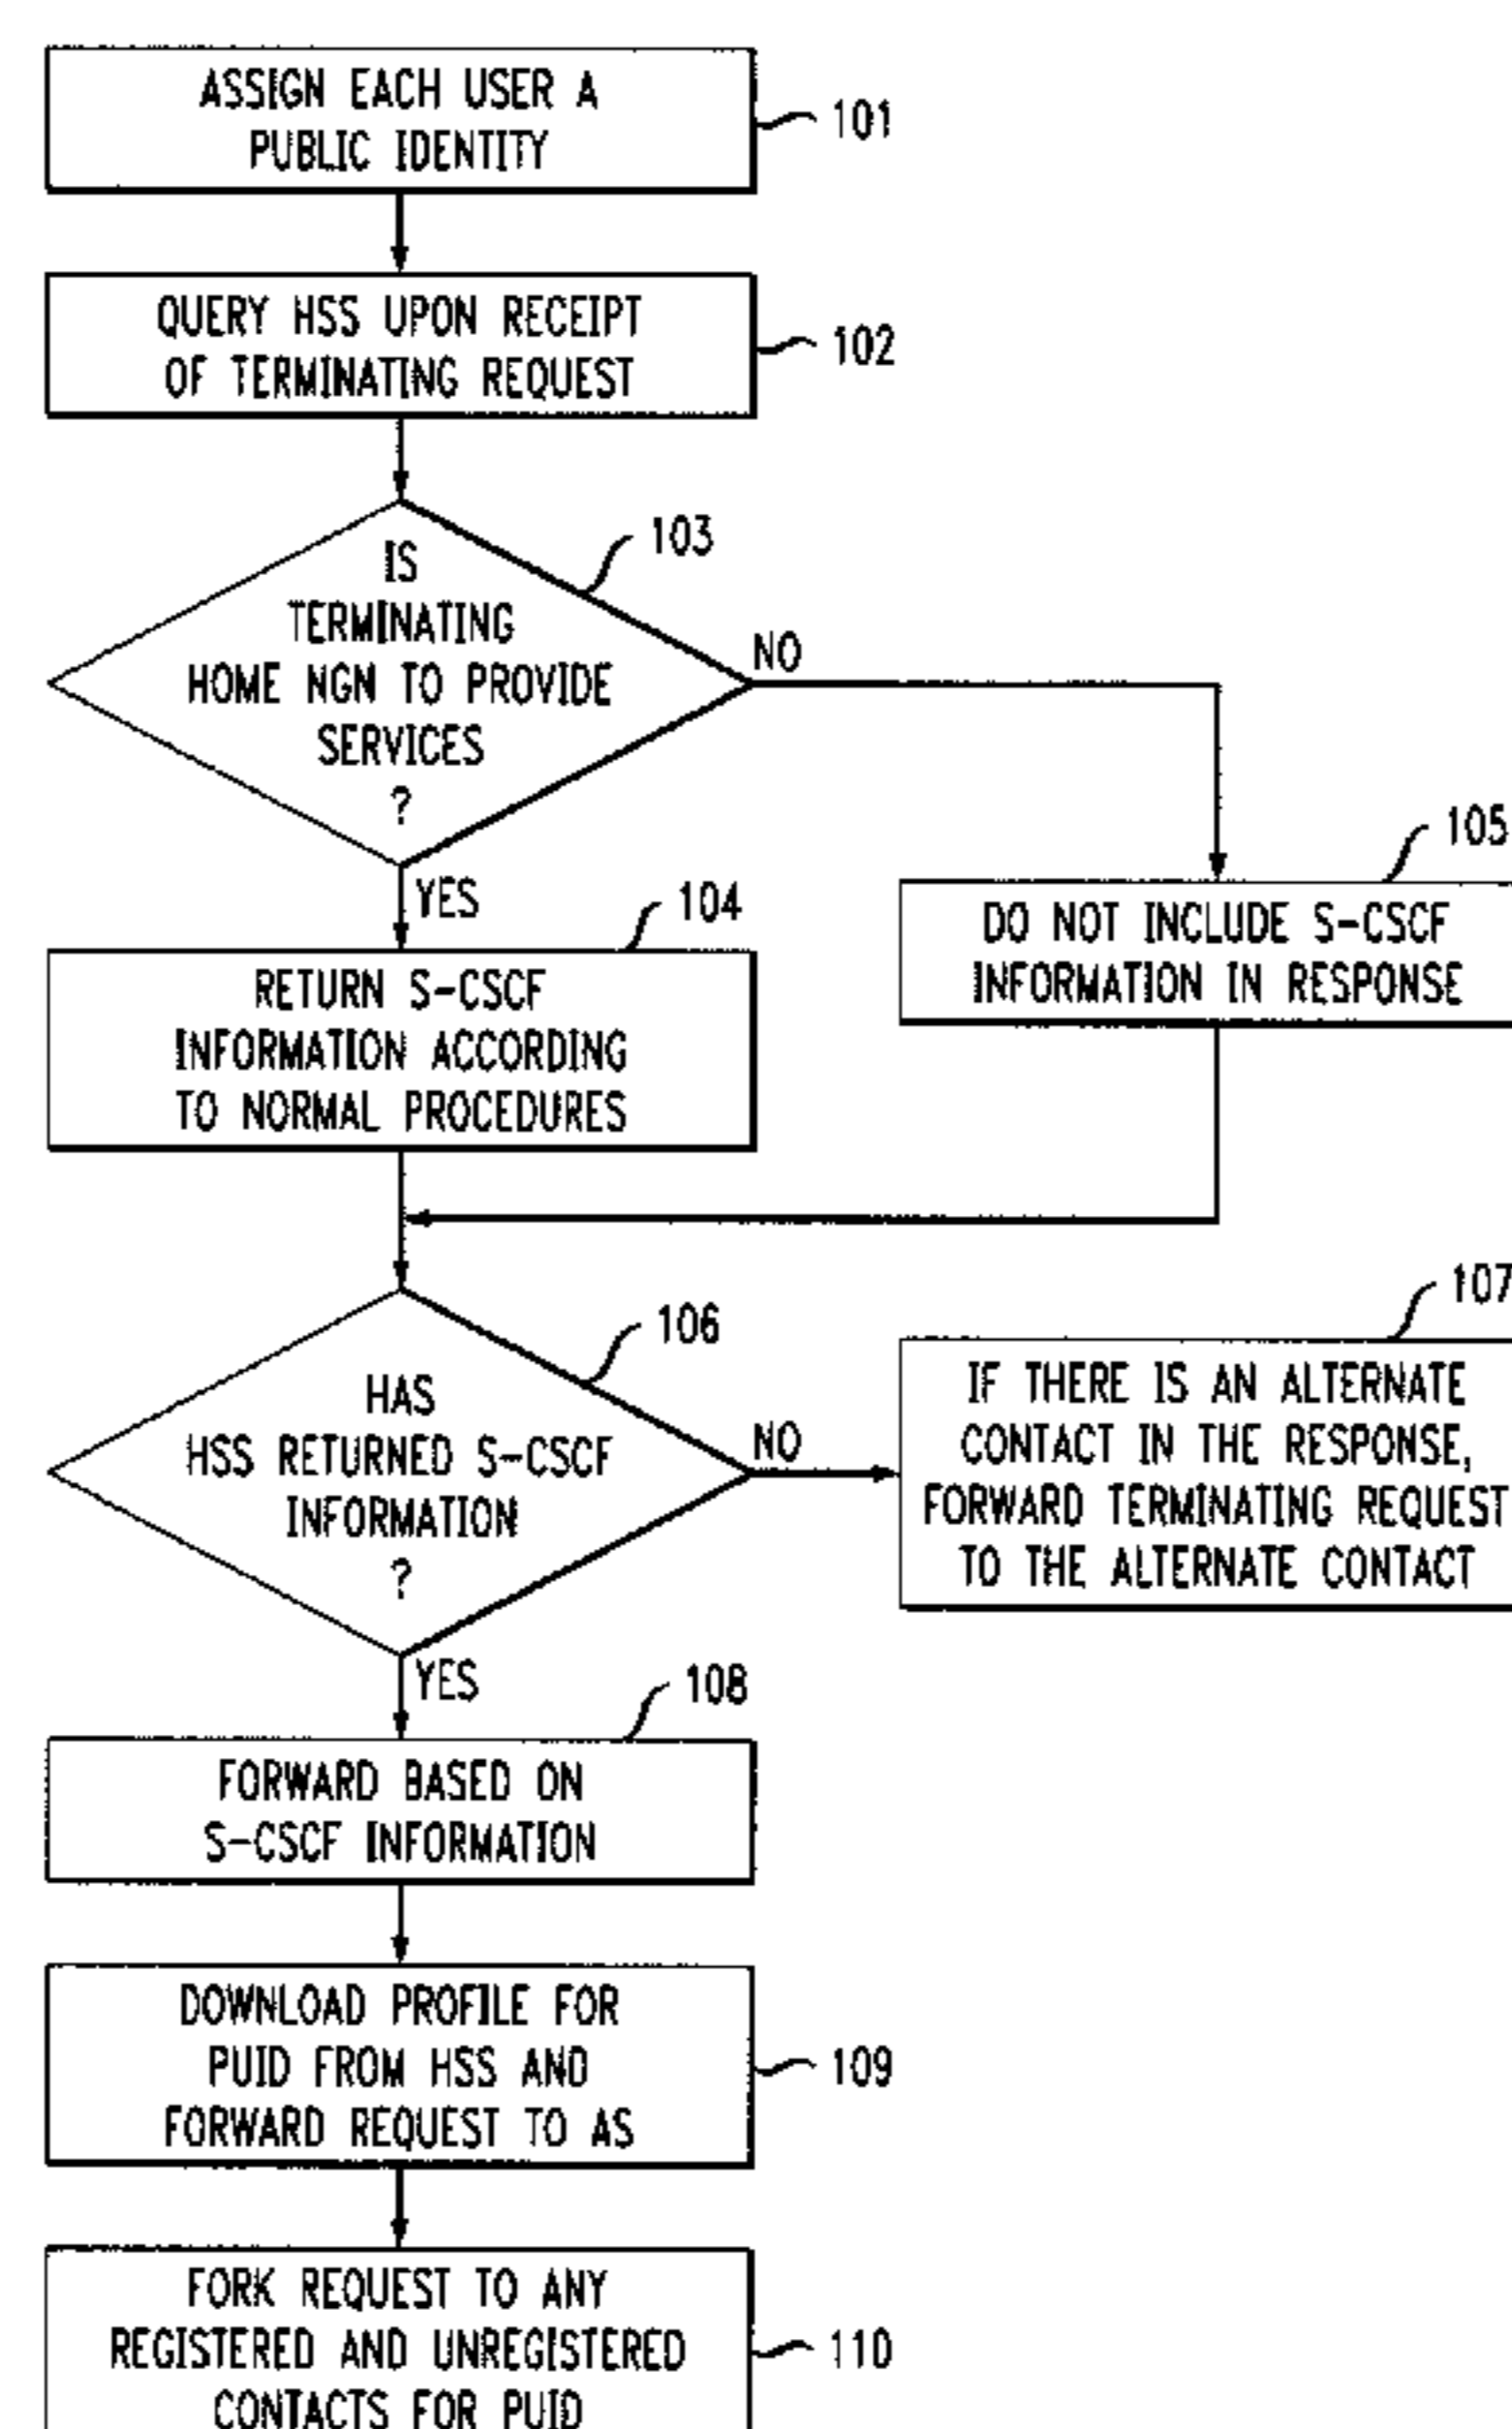 ASSIGN EACH USER A
PUBLIC IDENTITY
101
QUERY HSS UPON RECEIPT
OF TERMINATING REQUEST
102
103
IS
TERMINATING
HOME NGN TO PROVIDE
SERVICES
?
NO
YES
104
RETURN S-CSCF
INFORMATION ACCORDING
TO NORMAL PROCEDURES
105
DO NOT INCLUDE S-CSCF
INFORMATION IN RESPONSE
106
HAS
HSS RETURNED S-CSCF
INFORMATION
?
NO
107
IF THERE IS AN ALTERNATE
CONTACT IN THE RESPONSE,
FORWARD TERMINATING REQUEST
TO THE ALTERNATE CONTACT
YES
108
FORWARD BASED ON
S-CSCF INFORMATION
DOWNLOAD PROFILE FOR
PUID FROM HSS AND
FORWARD REQUEST TO AS
109
FORK REQUEST TO ANY
REGISTERED AND UNREGISTERED
CONTACTS FOR PUID
110